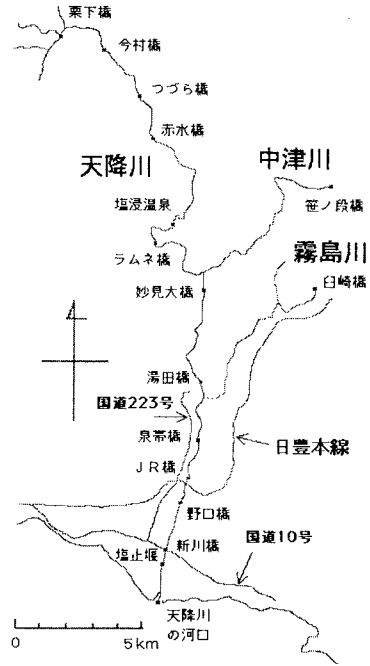 栗下橋
今村橋
つづら橋
赤水橋
天降川
中津川
塩浸温泉
笹ノ段橋
ラムネ橋
霧島川
臼崎橋
妙見大橋
湯田橋
国道223号
泉帯橋
日豊本線
JR橋
野口橋
国道10号
塩止堰
新川橋
天降川
の河口
0
5km